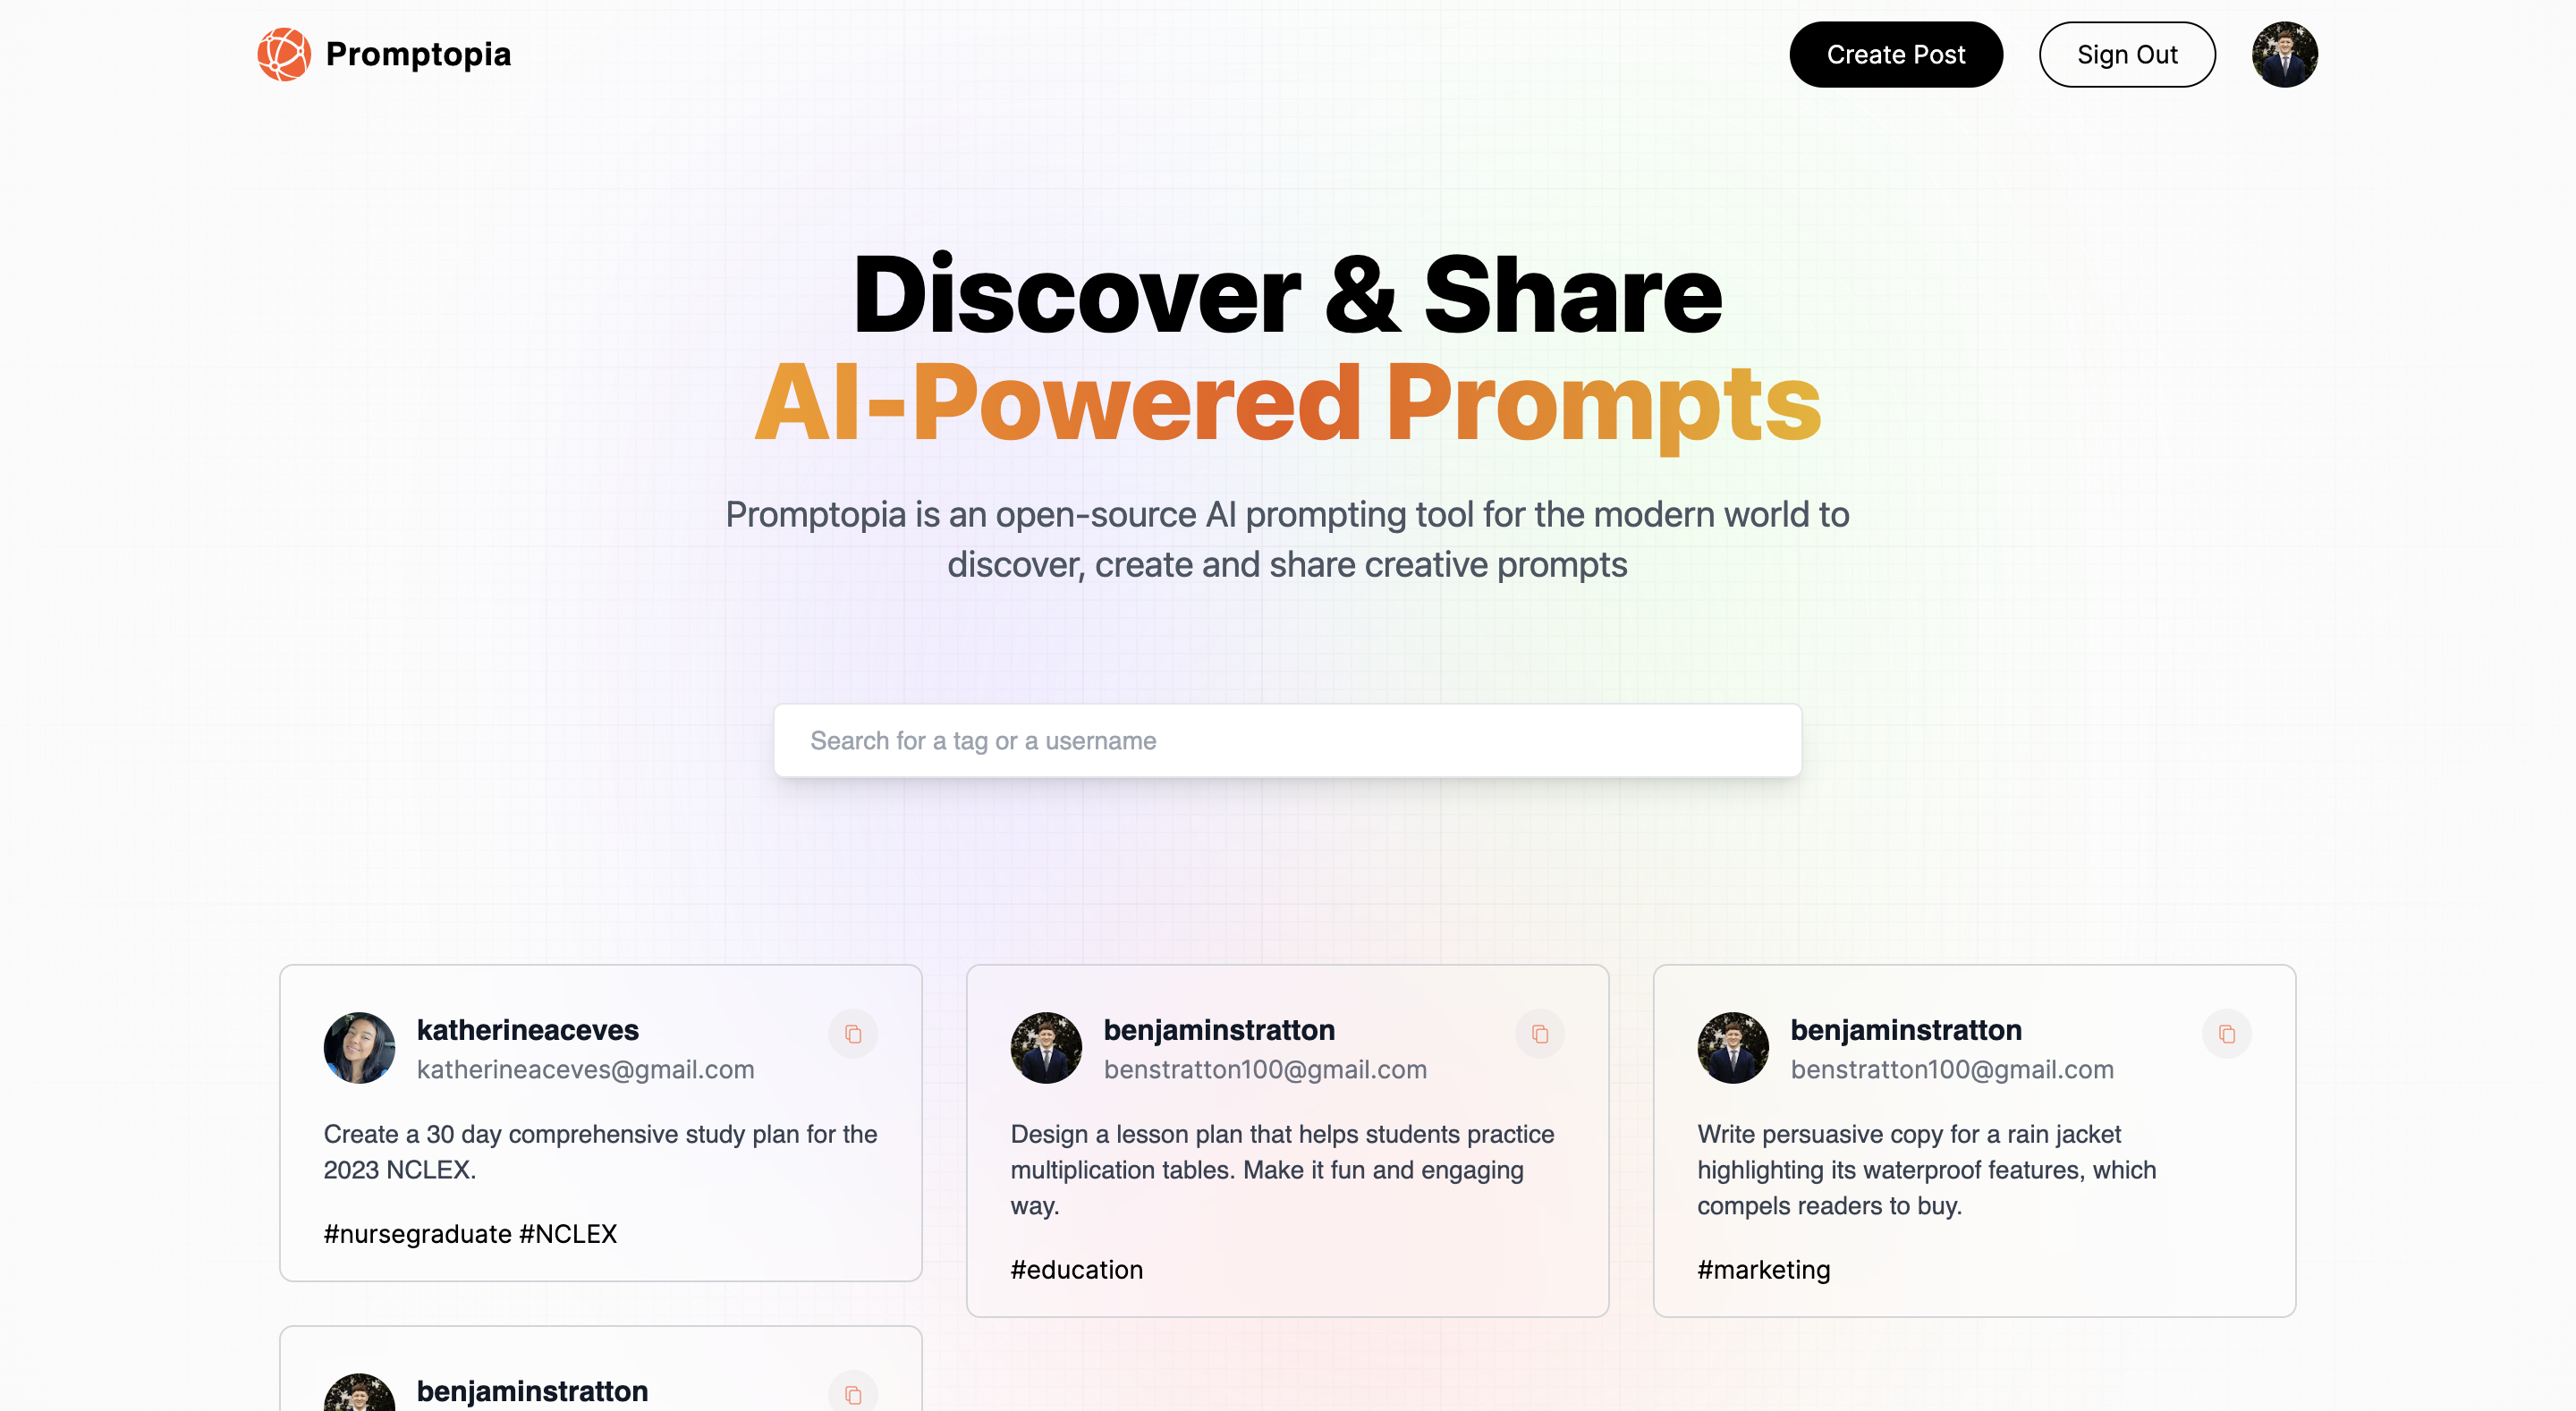 Promptopia
Create Post
Sign Out
Discover & Share
AI-Powered Prompts
Promptopia is an open-source AI prompting tool for the modern world to
discover, create and share creative prompts
Search for a tag or a username
katherineaceves
katherineaceves@gmail.com
Create a 30 day comprehensive study plan for the
2023 NCLEX.
#nursegraduate #NCLEX
benjaminstratton
benstratton100@gmail.com
Design a lesson plan that helps students practice
multiplication tables. Make it fun and engaging
way.
#education
benjaminstratton
benstratton100@gmail.com
Write persuasive copy for a rain jacket
highlighting its waterproof features, which
compels readers to buy.
#marketing
benjaminstratton